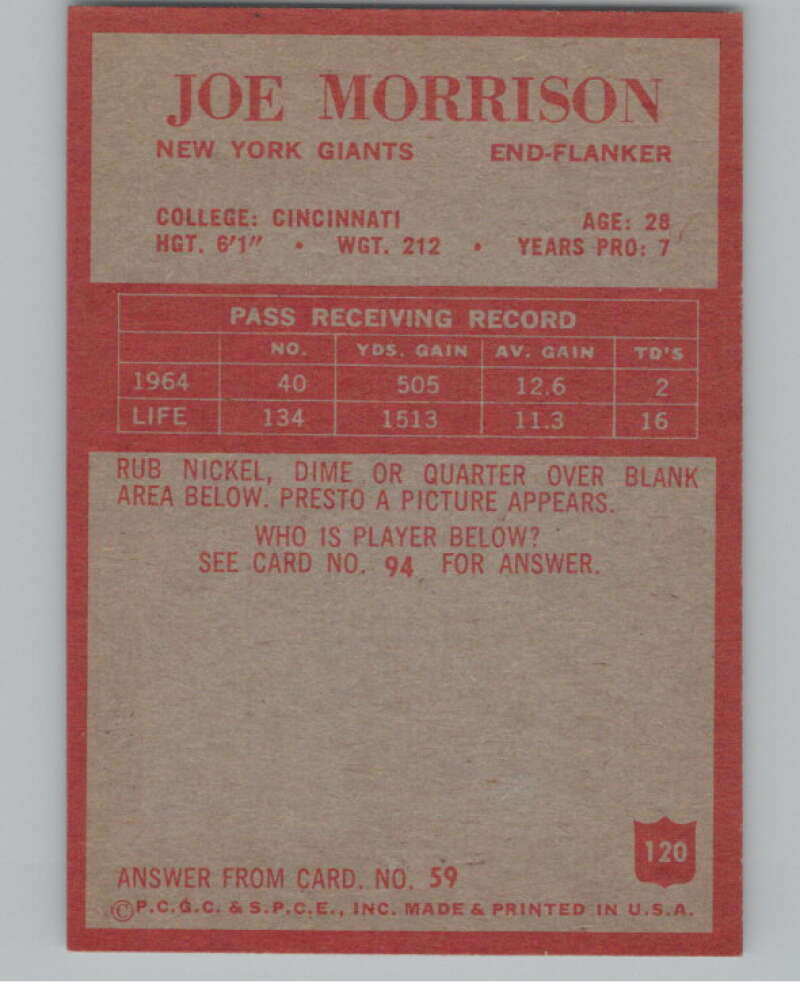 JOE MORRISON
NEW YORK GIANTS END-FLANKER
COLLEGE: CINCINNATI AGE: 28
HGT. 6'1" • WGT. 212 • YEARS PRO: 7
PASS RECEIVING RECORD
NO. YDS. GAIN AV. GAIN TD'S
1964 40 505 12.6 2
LIFE 134 1513 11.3 16
RUB NICKEL, DIME OR QUARTER OVER BLANK
AREA BELOW. PRESTO A PICTURE APPEARS.
WHO IS PLAYER BELOW?
SEE CARD NO. 94 FOR ANSWER.
120
ANSWER FROM CARD. NO. 59
©P.C.G.C. & S.P.C.E., INC. MADE & PRINTED IN U.S.A.